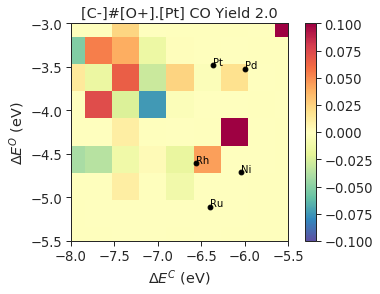 [C-]#[O+].[Pt] CO Yield 2.0
−3.0
−3.5
−4.0
−4.5
−5.0
−5.5
ΔE^O (eV)
Pt
Pd
Rh
Ni
Ru
−8.0 −7.5 −7.0 −6.5 −6.0 −5.5
ΔE^C (eV)
0.100
0.075
0.050
0.025
0.000
−0.025
−0.050
−0.075
−0.100